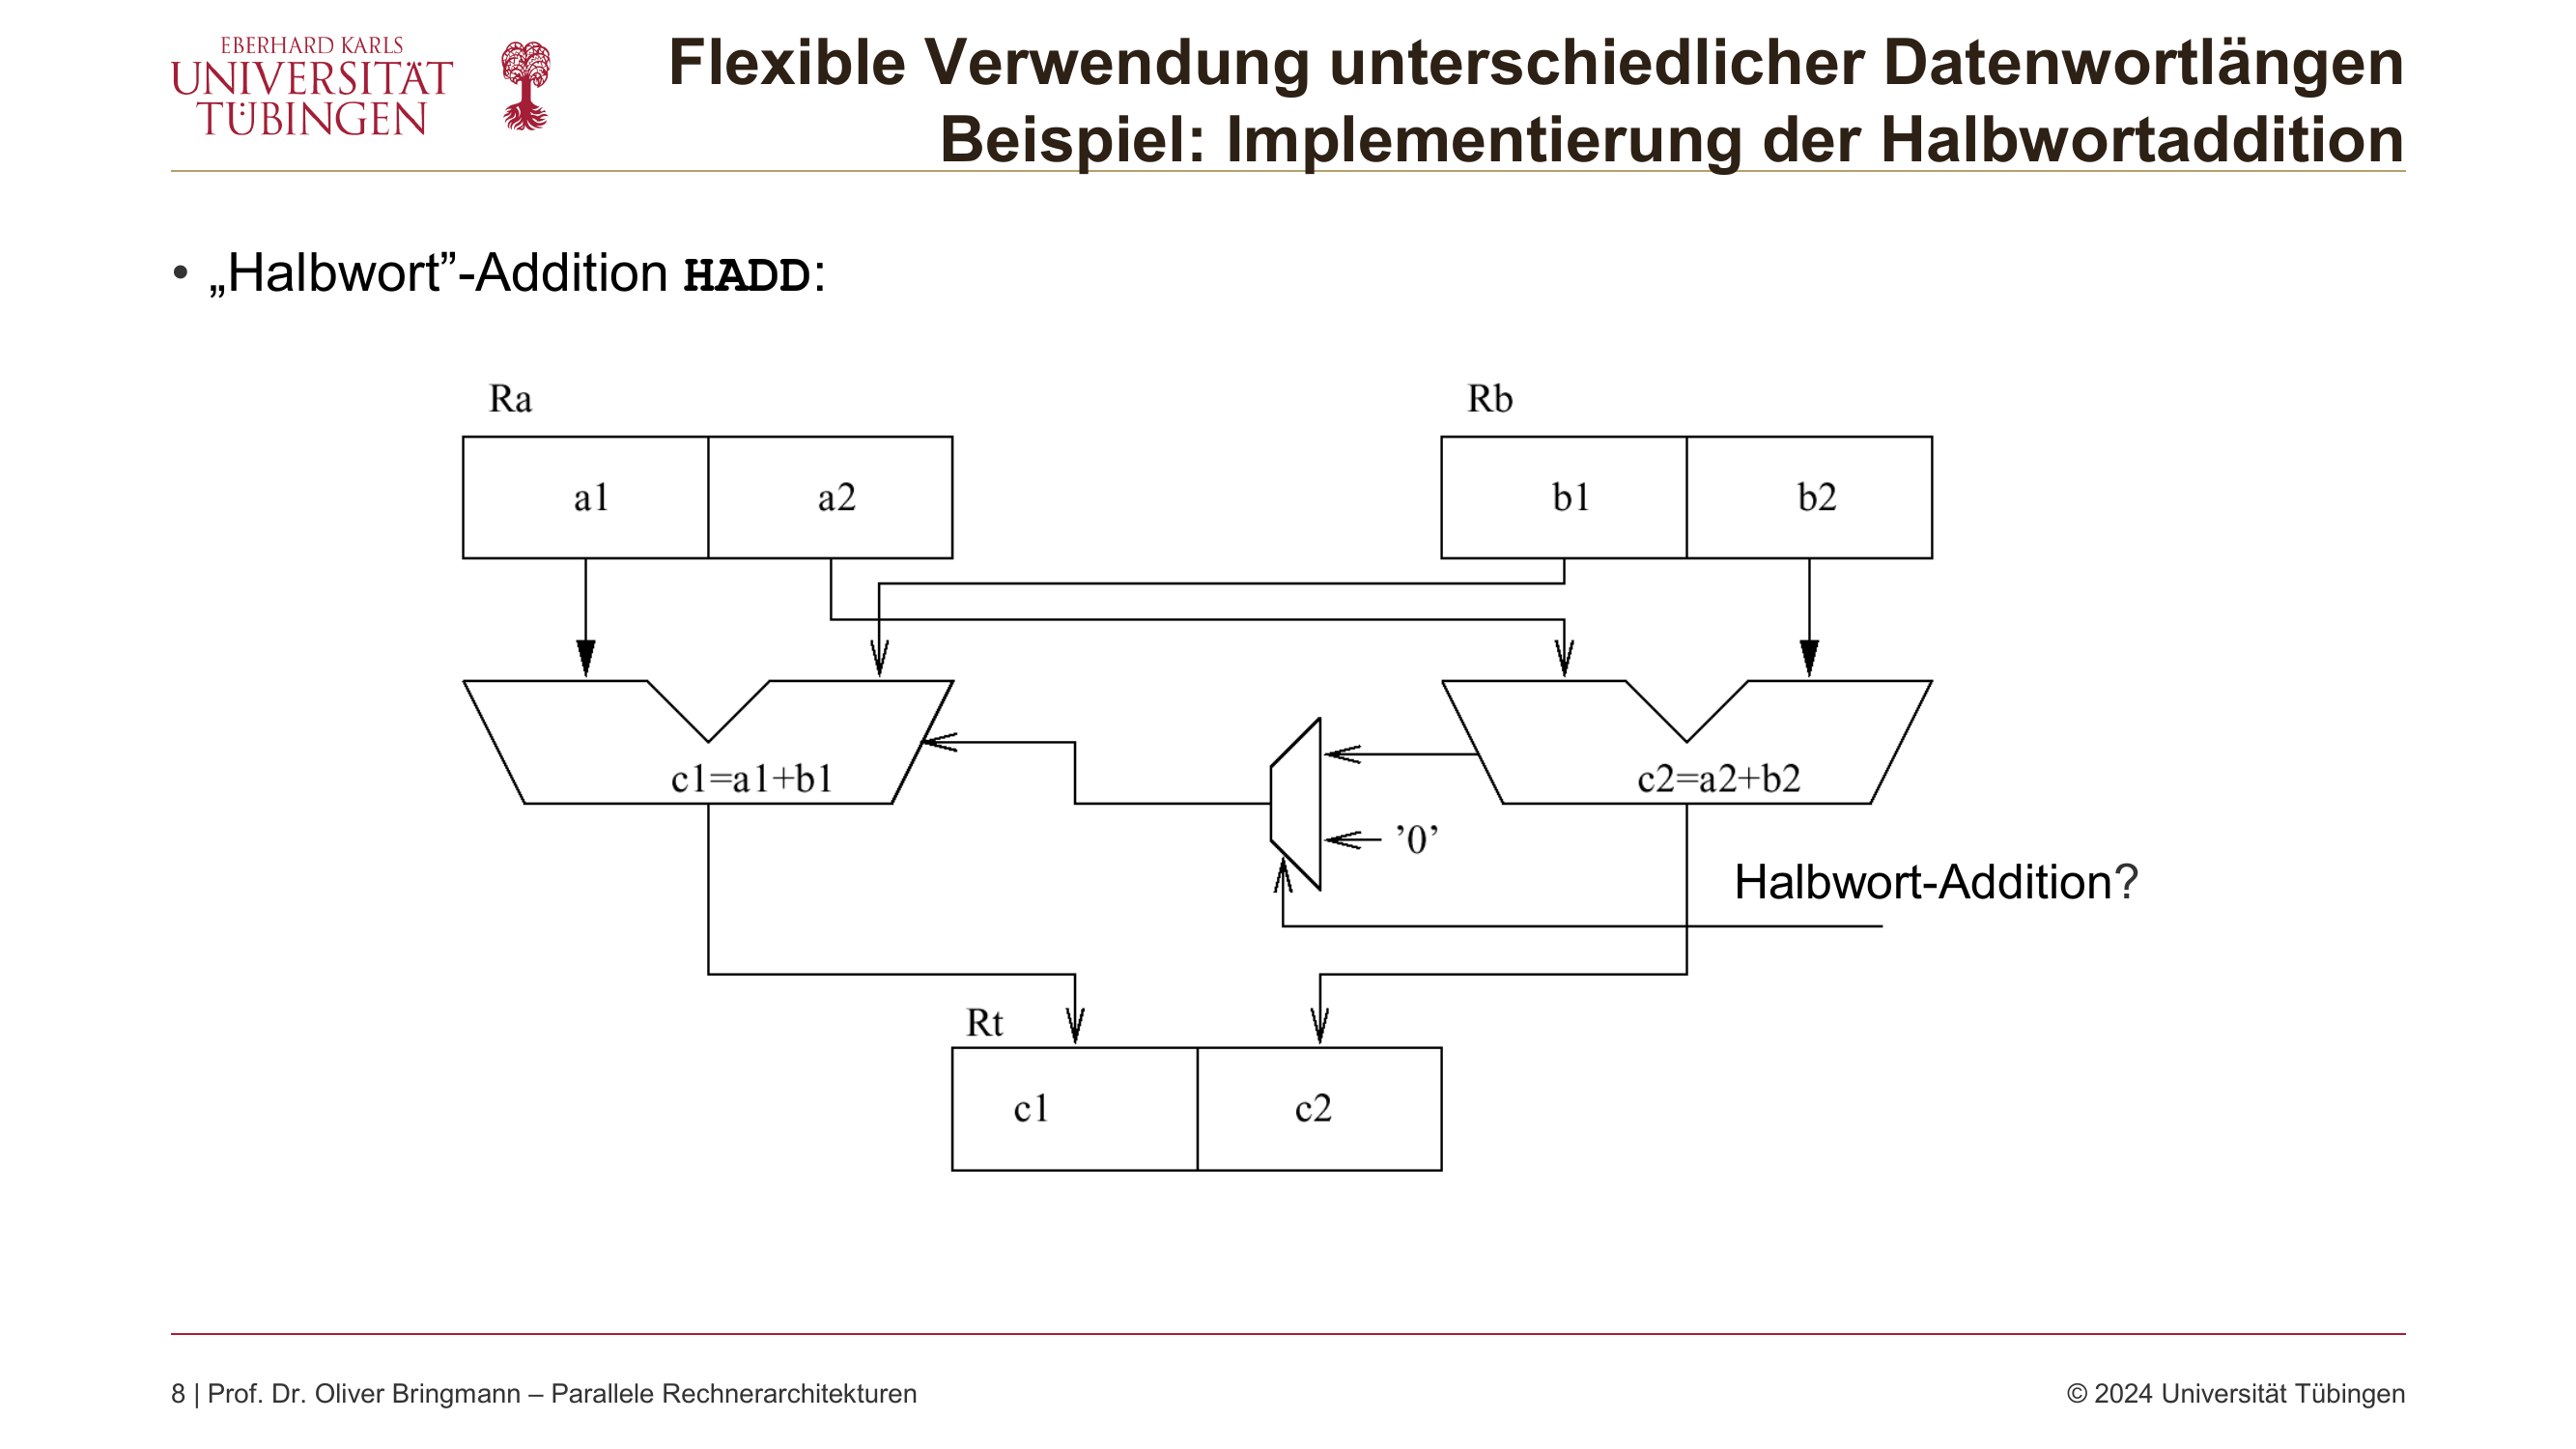 EBERHARD KARLS
UNIVERSITÄT
TÜBINGEN
Flexible Verwendung unterschiedlicher Datenwortlängen
Beispiel: Implementierung der Halbwortaddition
• „Halbwort”-Addition HADD:
Ra
Rb
a1
a2
b1
b2
c1=a1+b1
c2=a2+b2
’0’
Halbwort-Addition?
Rt
c1
c2
8 | Prof. Dr. Oliver Bringmann – Parallele Rechnerarchitekturen
© 2024 Universität Tübingen